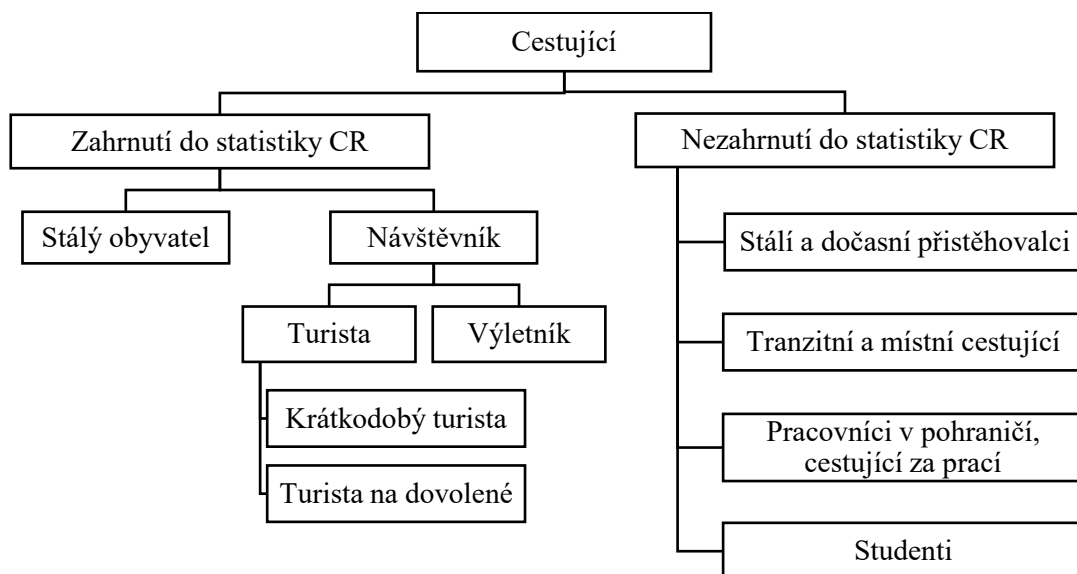 Cestující
Zahrnutí do statistiky CR
Nezahrnutí do statistiky CR
Stálý obyvatel
Návštěvník
Stálí a dočasní přistěhovalci
Turista
Výletník
Tranzitní a místní cestující
Krátkodobý turista
Pracovníci v pohraničí,
cestující za prací
Turista na dovolené
Studenti